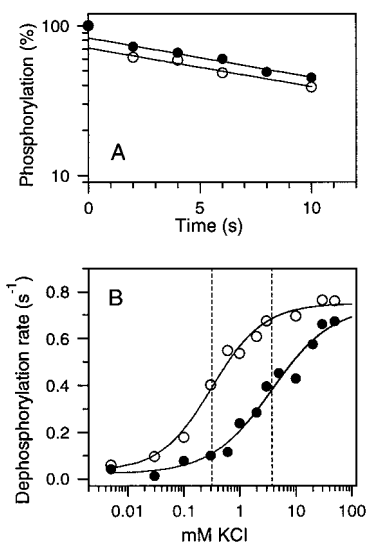 Phosphorylation (%)
100
10
A
0
5
10
Time (s)
Dephosphorylation rate (s⁻¹)
B
0.8
0.6
0.4
0.2
0.0
0.01
0.1
1
10
100
mM KCl